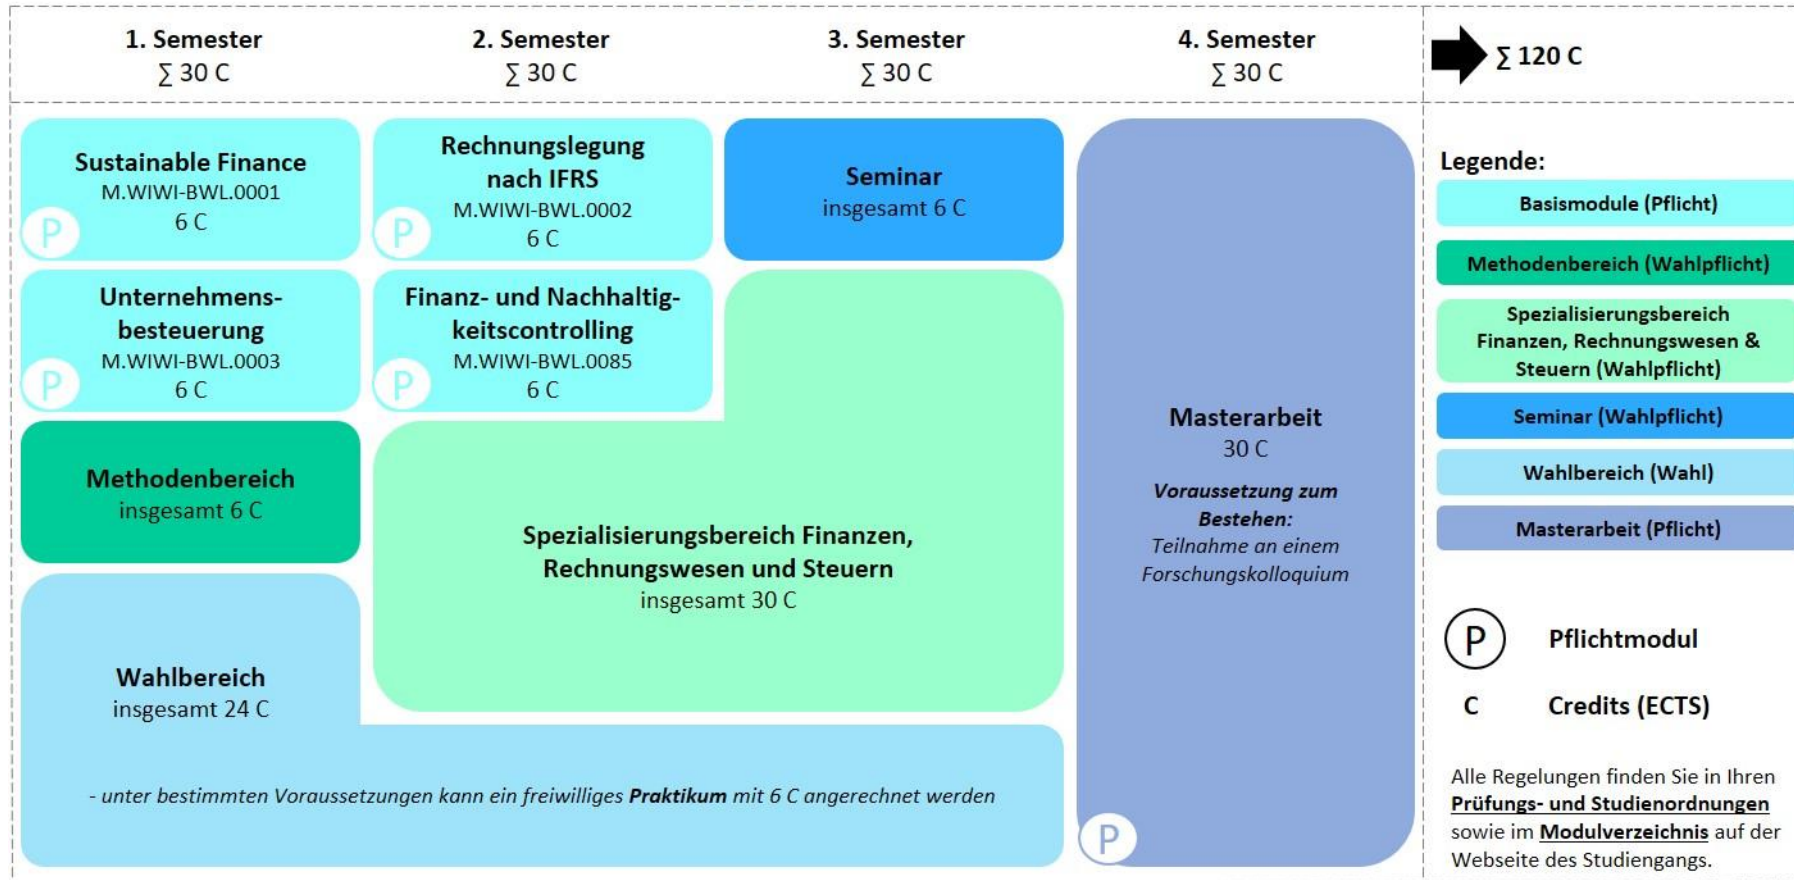 1. Semester
∑ 30 C
2. Semester
∑ 30 C
3. Semester
∑ 30 C
4. Semester
∑ 30 C
∑ 120 C
Sustainable Finance
M.WIWI-BWL.0001
6 C
P
Rechnungslegung
nach IFRS
M.WIWI-BWL.0002
6 C
P
Seminar
insgesamt 6 C
Unternehmens-
besteuerung
M.WIWI-BWL.0003
6 C
P
Finanz- und Nachhaltig-
keitscontrolling
M.WIWI-BWL.0085
6 C
P
Methodenbereich
insgesamt 6 C
Spezialisierungsbereich Finanzen,
Rechnungswesen und Steuern
insgesamt 30 C
Wahlbereich
insgesamt 24 C
- unter bestimmten Voraussetzungen kann ein freiwilliges Praktikum mit 6 C angerechnet werden
Masterarbeit
30 C
Voraussetzung zum
Bestehen:
Teilnahme an einem
Forschungskolloquium
P
Legende:
Basismodule (Pflicht)
Methodenbereich (Wahlpflicht)
Spezialisierungsbereich
Finanzen, Rechnungswesen &
Steuern (Wahlpflicht)
Seminar (Wahlpflicht)
Wahlbereich (Wahl)
Masterarbeit (Pflicht)
P Pflichtmodul
C Credits (ECTS)
Alle Regelungen finden Sie in Ihren
Prüfungs- und Studienordnungen
sowie im Modulverzeichnis auf der
Webseite des Studiengangs.